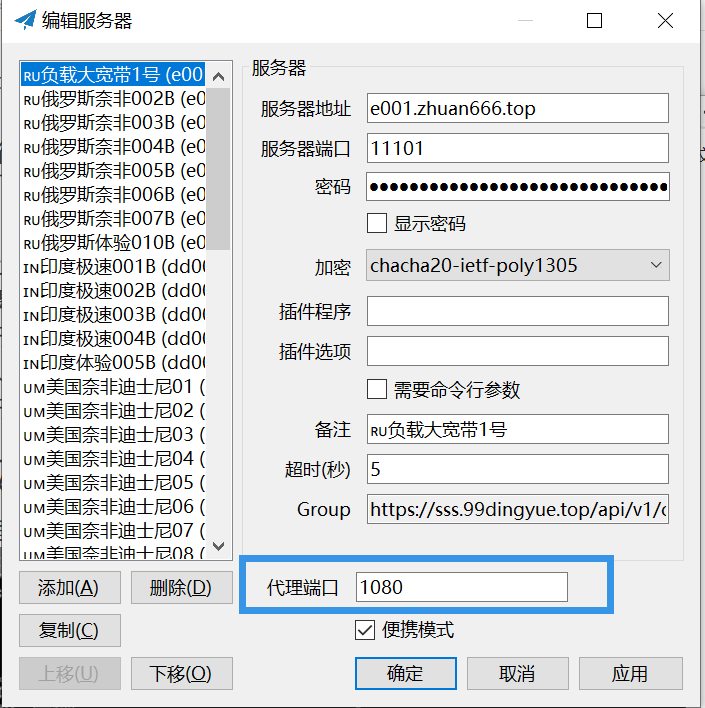 编辑服务器
RU负载大宽带1号 (e00
RU俄罗斯奈非002B (e0
RU俄罗斯奈非003B (e0
RU俄罗斯奈非004B (e0
RU俄罗斯奈非005B (e0
RU俄罗斯奈非006B (e0
RU俄罗斯奈非007B (e0
RU俄罗斯体验010B (e0
IN印度极速001B (dd00
IN印度极速002B (dd00
IN印度极速003B (dd00
IN印度极速004B (dd00
IN印度体验005B (dd00
UM美国奈非迪士尼01 (
UM美国奈非迪士尼02 (
UM美国奈非迪士尼03 (
UM美国奈非迪士尼04 (
UM美国奈非迪士尼05 (
UM美国奈非迪士尼06 (
UM美国奈非迪士尼07 (
UM美国奈非迪士尼08 (
服务器
服务器地址 e001.zhuan666.top
服务器端口 11101
密码 ●●●●●●●●●●●●●●●●●●●●●●●●●●●●●
显示密码
加密 chacha20-ietf-poly1305
插件程序
插件选项
需要命令行参数
备注 RU负载大宽带1号
超时(秒) 5
Group https://sss.99dingyue.top/api/v1/c
添加(A) 删除(D)
复制(C)
上移(U) 下移(O)
代理端口 1080
便携模式
确定 取消 应用